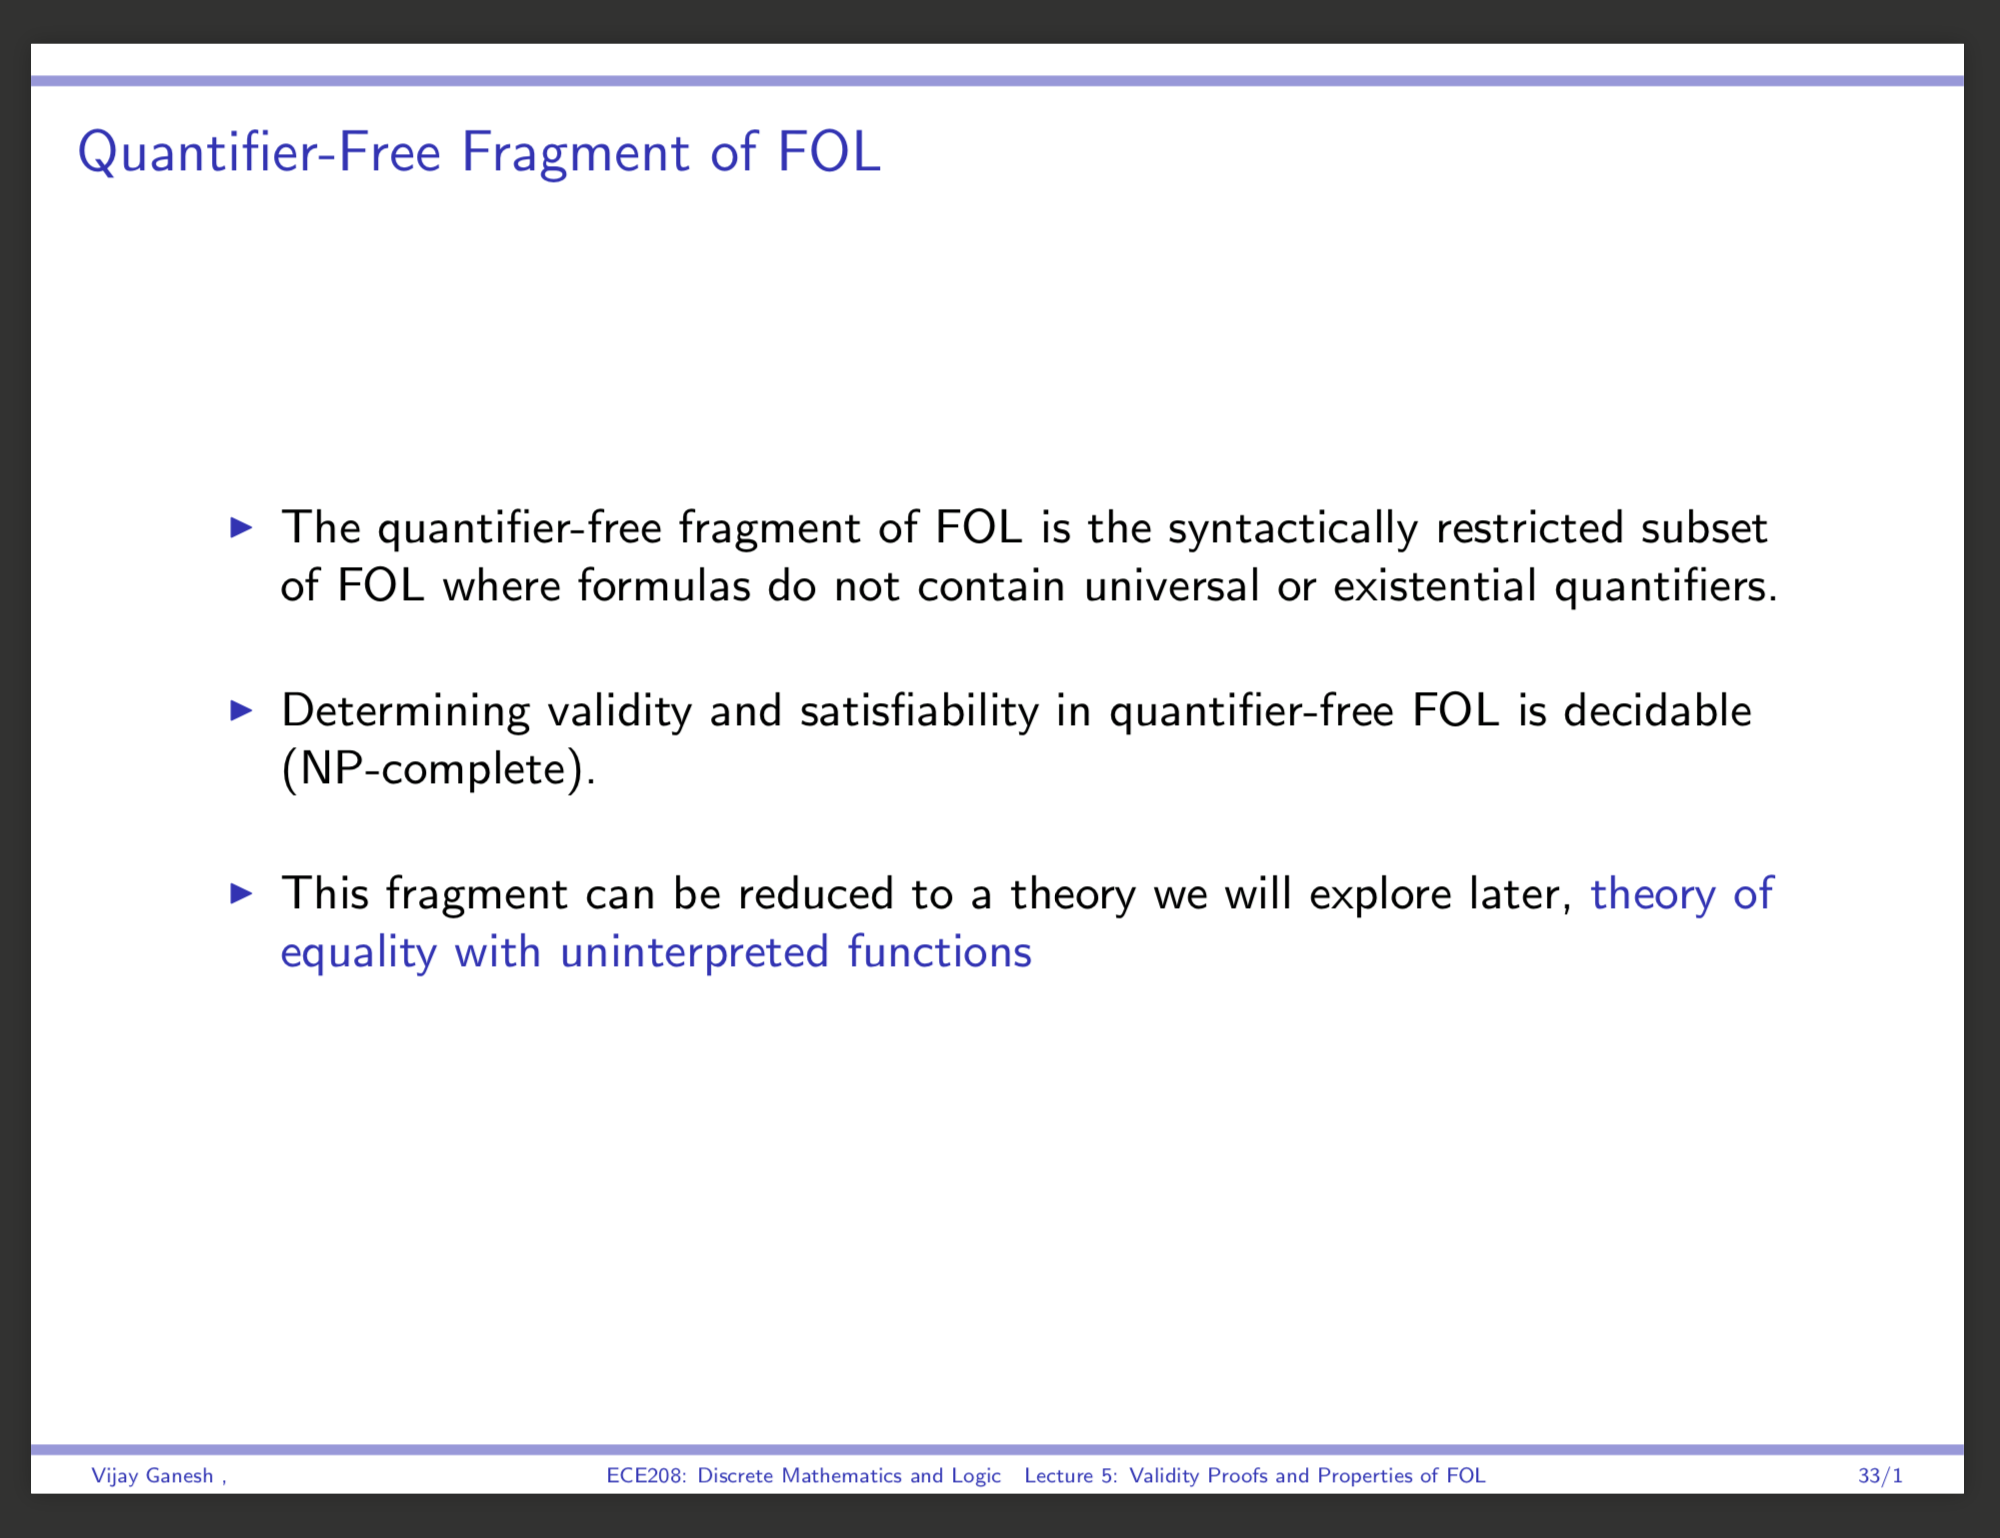 Quantifier-Free Fragment of FOL
▶ The quantifier-free fragment of FOL is the syntactically restricted subset
of FOL where formulas do not contain universal or existential quantifiers.
▶ Determining validity and satisfiability in quantifier-free FOL is decidable
(NP-complete).
▶ This fragment can be reduced to a theory we will explore later, theory of
equality with uninterpreted functions
Vijay Ganesh , ECE208: Discrete Mathematics and Logic Lecture 5: Validity Proofs and Properties of FOL 33/1